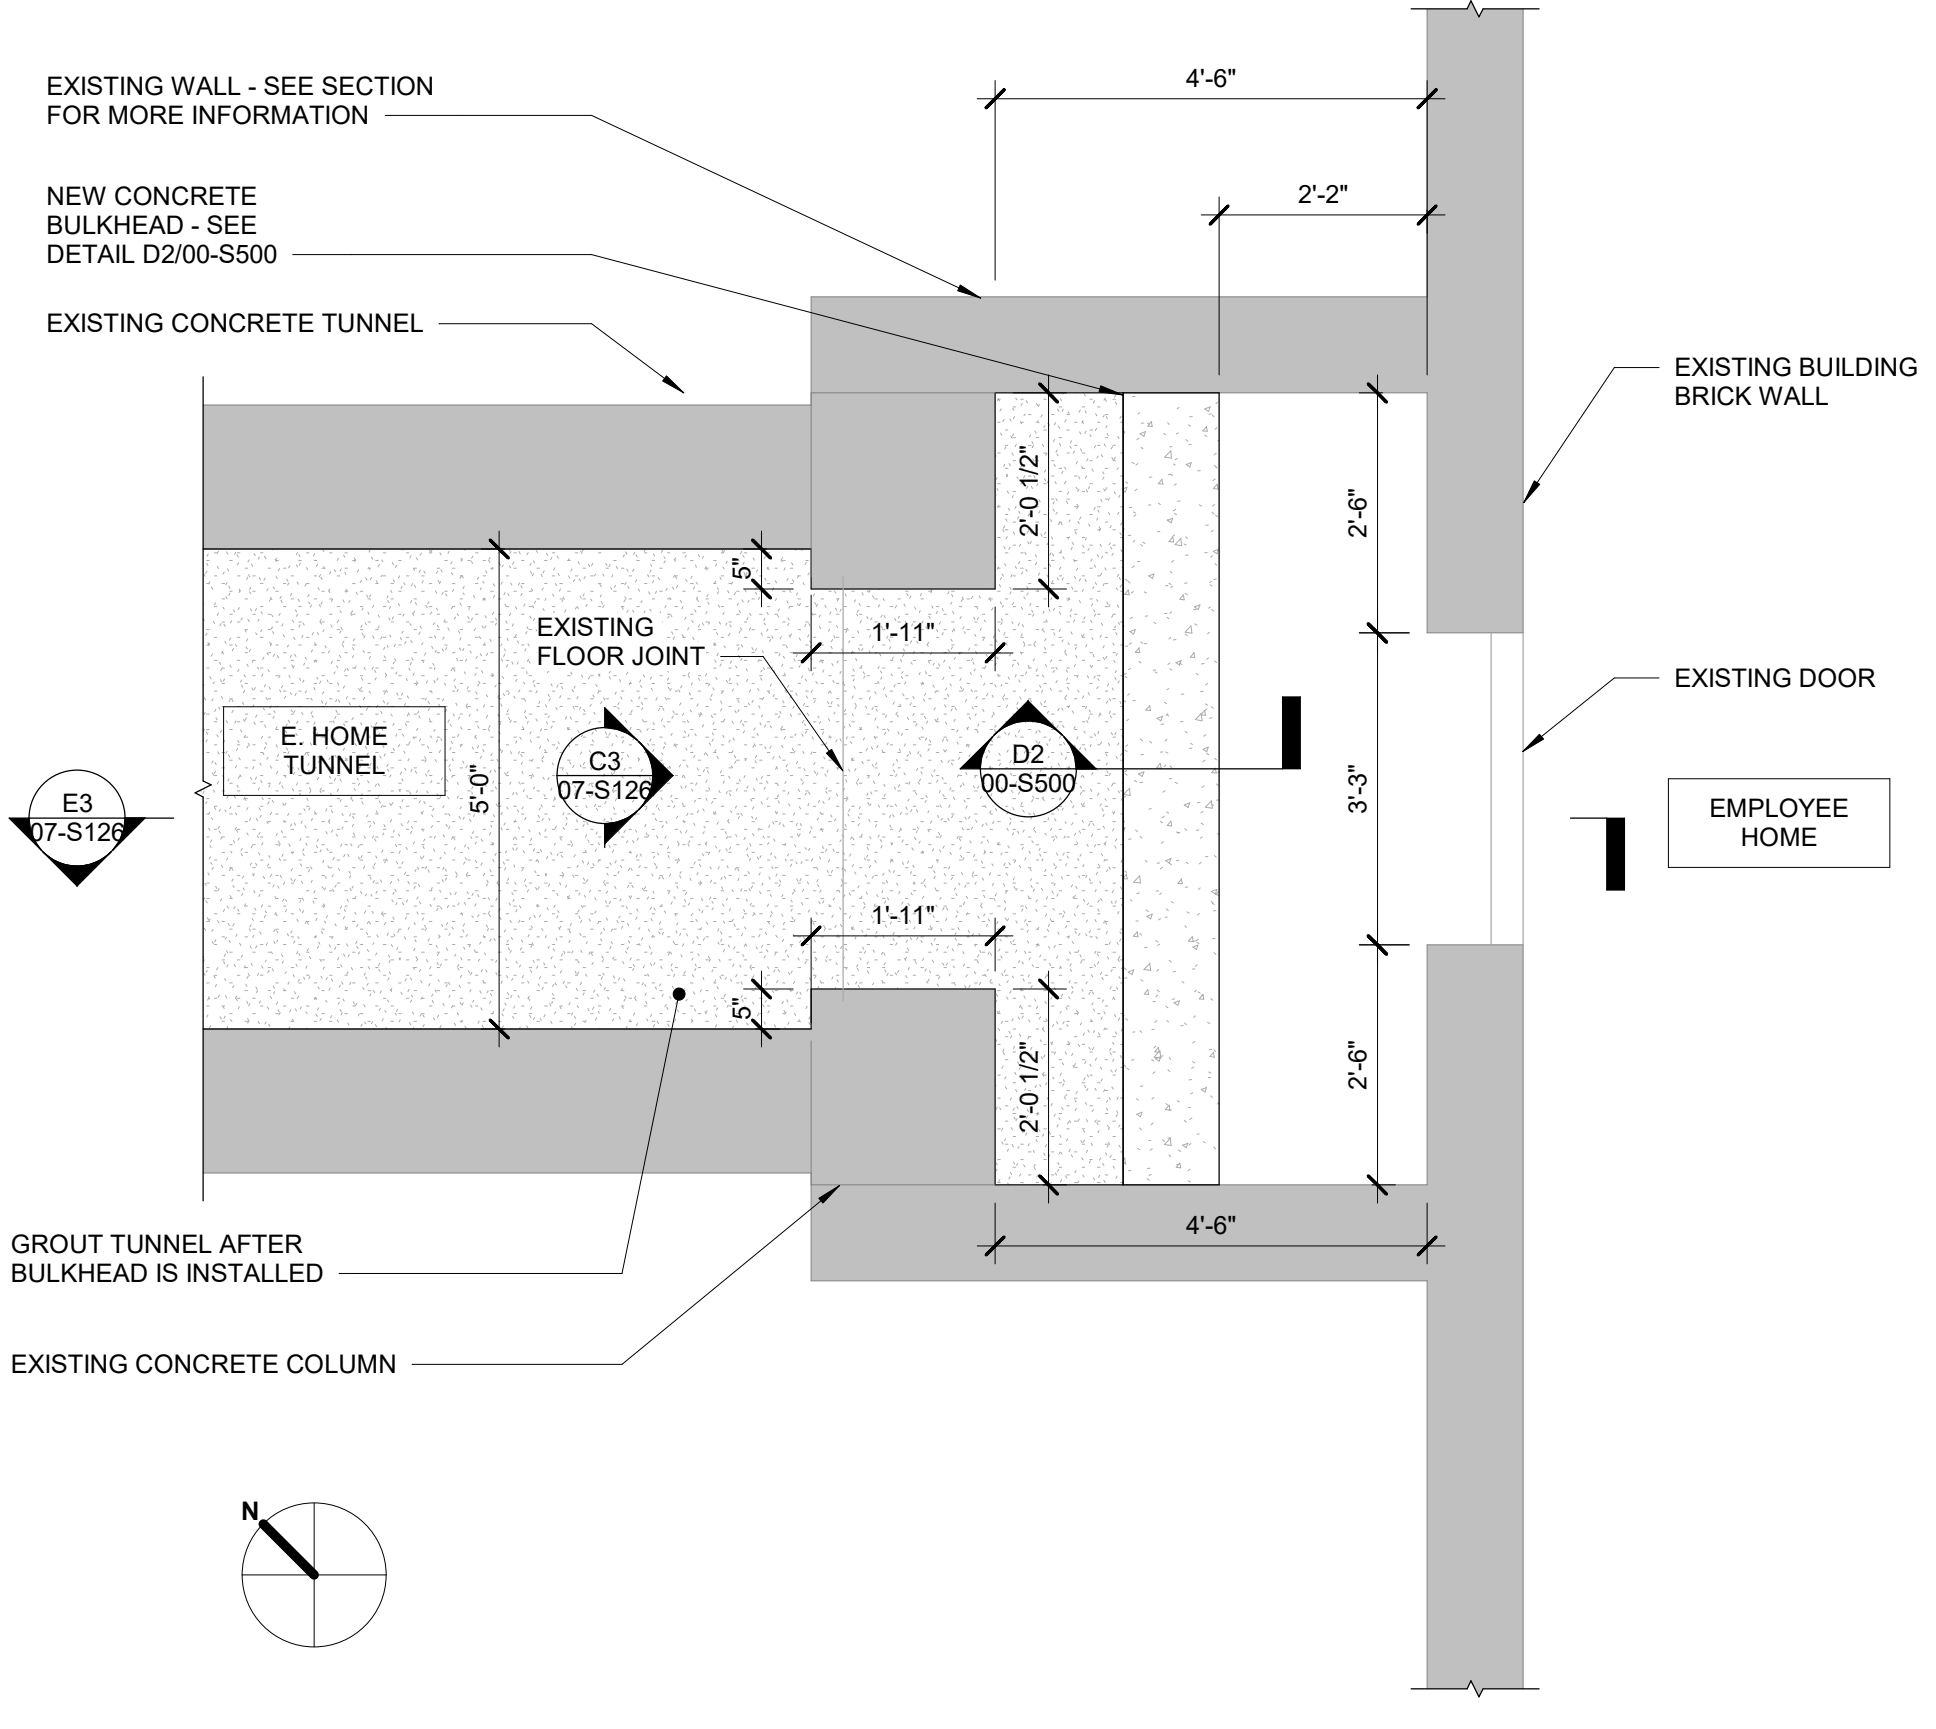 4'-6"
EXISTING WALL - SEE SECTION
FOR MORE INFORMATION
2'-2"
NEW CONCRETE
BULKHEAD - SEE
DETAIL D2/00-S500
EXISTING CONCRETE TUNNEL
EXISTING BUILDING
BRICK WALL
2'-0 1/2"
2'-6"
5"
EXISTING
FLOOR JOINT
1'-11"
EXISTING DOOR
E. HOME
TUNNEL
5'-0"
C3
07-S126
D2
00-S500
3'-3"
E3
07-S126
EMPLOYEE
HOME
1'-11"
5"
2'-0 1/2"
2'-6"
4'-6"
GROUT TUNNEL AFTER
BULKHEAD IS INSTALLED
EXISTING CONCRETE COLUMN
N